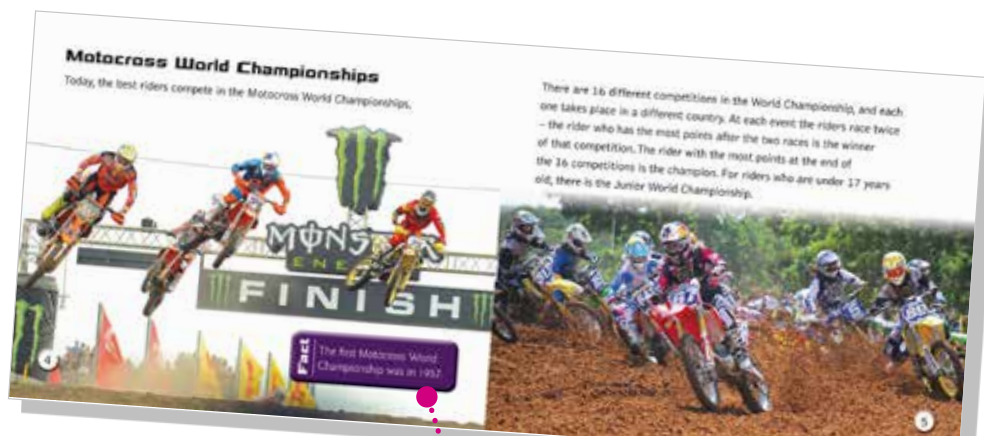 Motocross World Championships
Today, the best riders compete in the Motocross World Championships.
MONSTER
ENE
FINISH
Fact
The first Motocross World
Championship was in 1957.
4
There are 16 different competitions in the World Championship, and each
one takes place in a different country. At each event the riders race twice
– the rider who has the most points after the two races is the winner
of that competition. The rider with the most points at the end of
the 16 competitions is the champion. For riders who are under 17 years
old, there is the Junior World Championship.
5